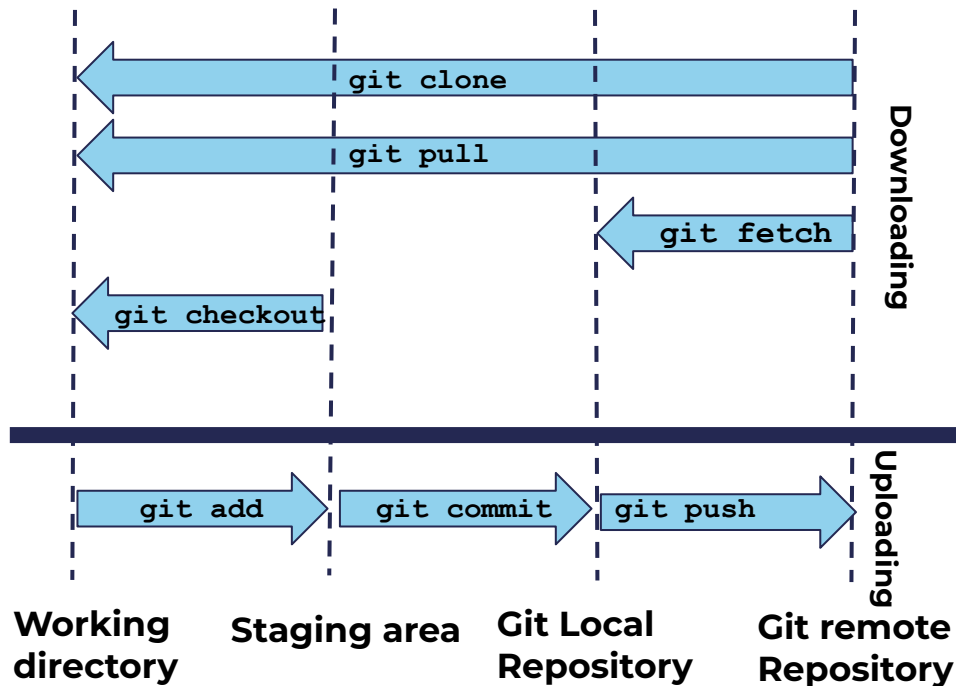 git clone
git pull
git fetch
git checkout
Downloading
git add
git commit
git push
Uploading
Working
directory
Staging area
Git Local
Repository
Git remote
Repository